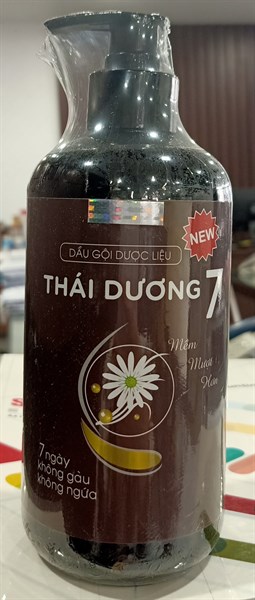 DẦU GỘI DƯỢC LIỆU
NEW
THÁI DƯƠNG 7
Mềm
Mượt
Hơn
7 ngày
không gàu
không ngứa